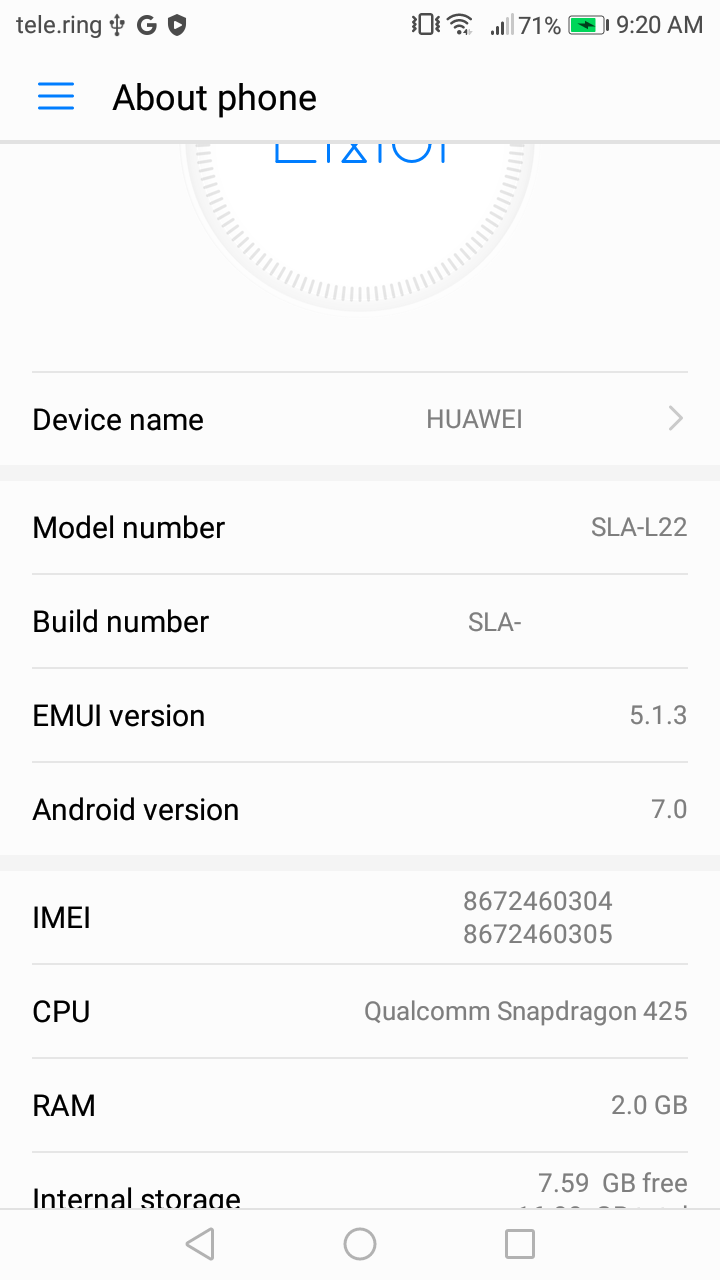 tele.ring
71%
9:20 AM
About phone
Device name
HUAWEI
Model number
SLA-L22
Build number
SLA-
EMUI version
5.1.3
Android version
7.0
IMEI
8672460304
8672460305
CPU
Qualcomm Snapdragon 425
RAM
2.0 GB
Internal storage
7.59 GB free